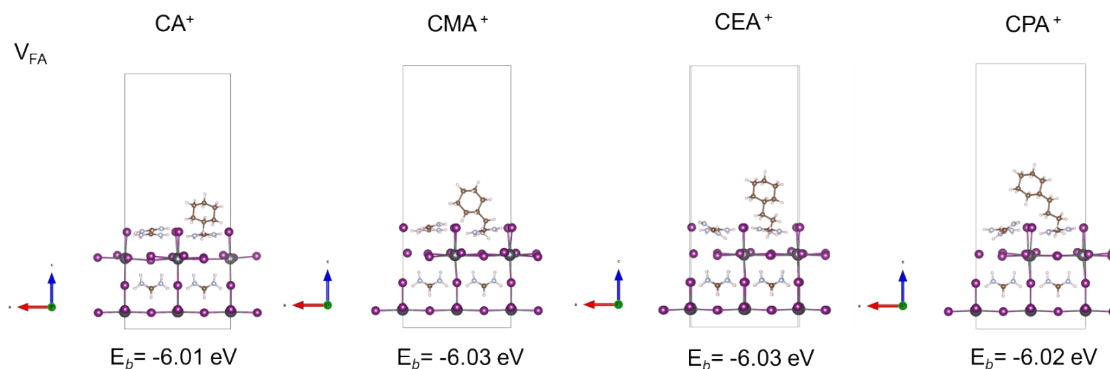 CA⁺ CMA⁺ CEA⁺ CPA⁺
V_FA
E_b= -6.01 eV E_b= -6.03 eV E_b= -6.03 eV E_b= -6.02 eV